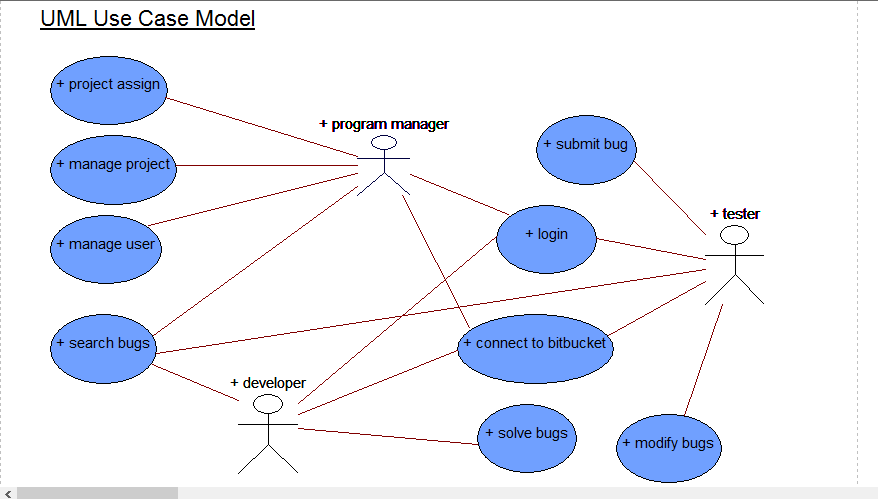 UML Use Case Model
+ project assign
+ program manager
+ submit bug
+ manage project
+ tester
+ manage user
+ login
+ search bugs
+ connect to bitbucket
+ developer
+ solve bugs
+ modify bugs